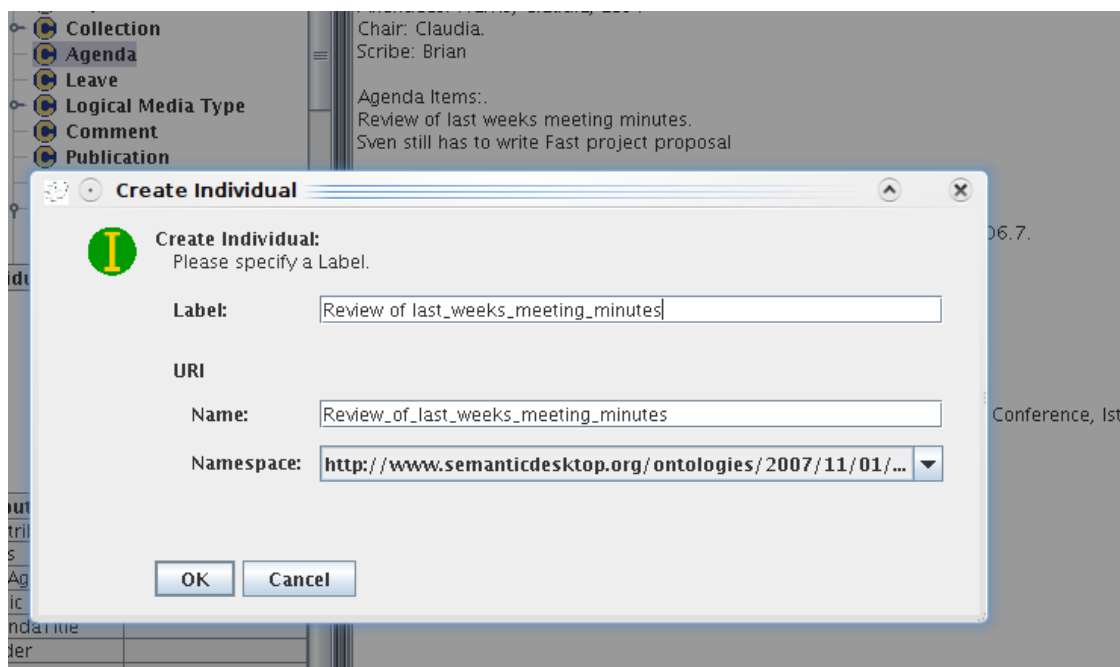 Collection
Agenda
Leave
Logical Media Type
Comment
Publication
Chair: Claudia.
Scribe: Brian
Agenda Items:.
Review of last weeks meeting minutes.
Sven still has to write Fast project proposal
Create Individual
Create Individual:
Please specify a Label.
Label:
Review of last_weeks_meeting_minutes
URI
Name:
Review_of_last_weeks_meeting_minutes
Namespace:
http://www.semanticdesktop.org/ontologies/2007/11/01/...
OK
Cancel
06.7.
Conference, Ist